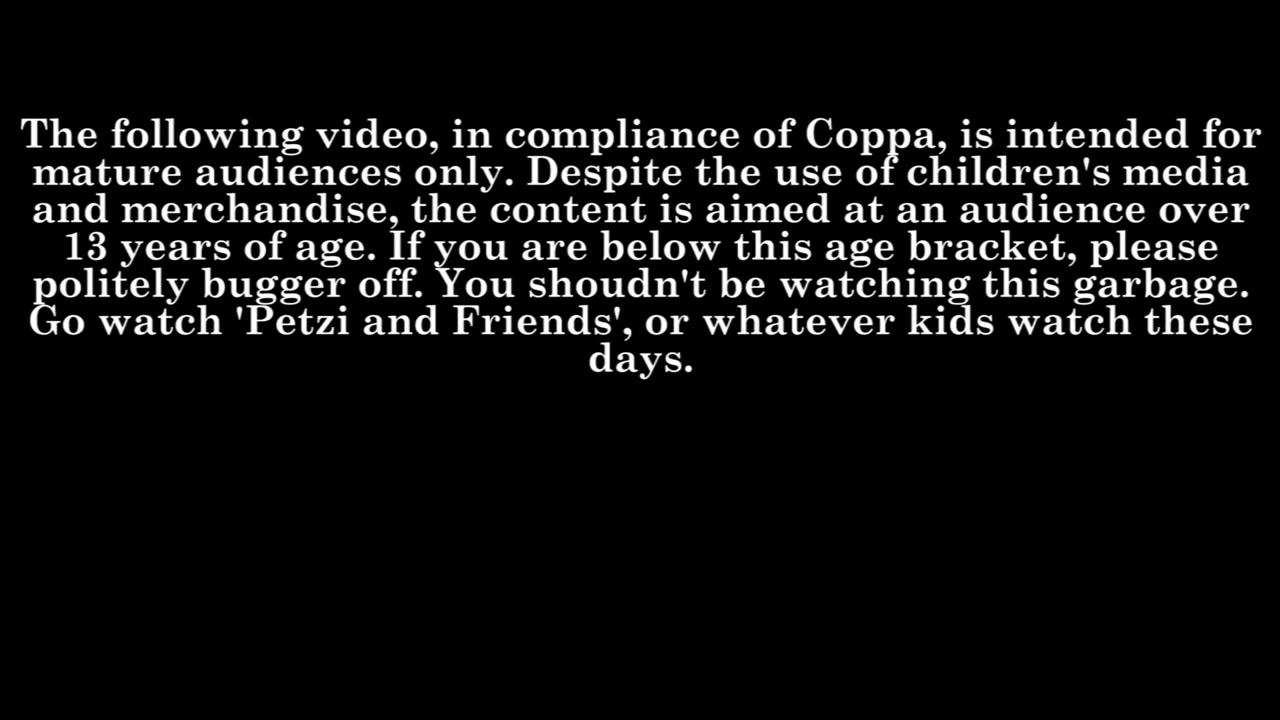 The following video, in compliance of Coppa, is intended for
mature audiences only. Despite the use of children's media
and merchandise, the content is aimed at an audience over
13 years of age. If you are below this age bracket, please
politely bugger off. You shoudn't be watching this garbage.
Go watch 'Petzi and Friends', or whatever kids watch these
days.